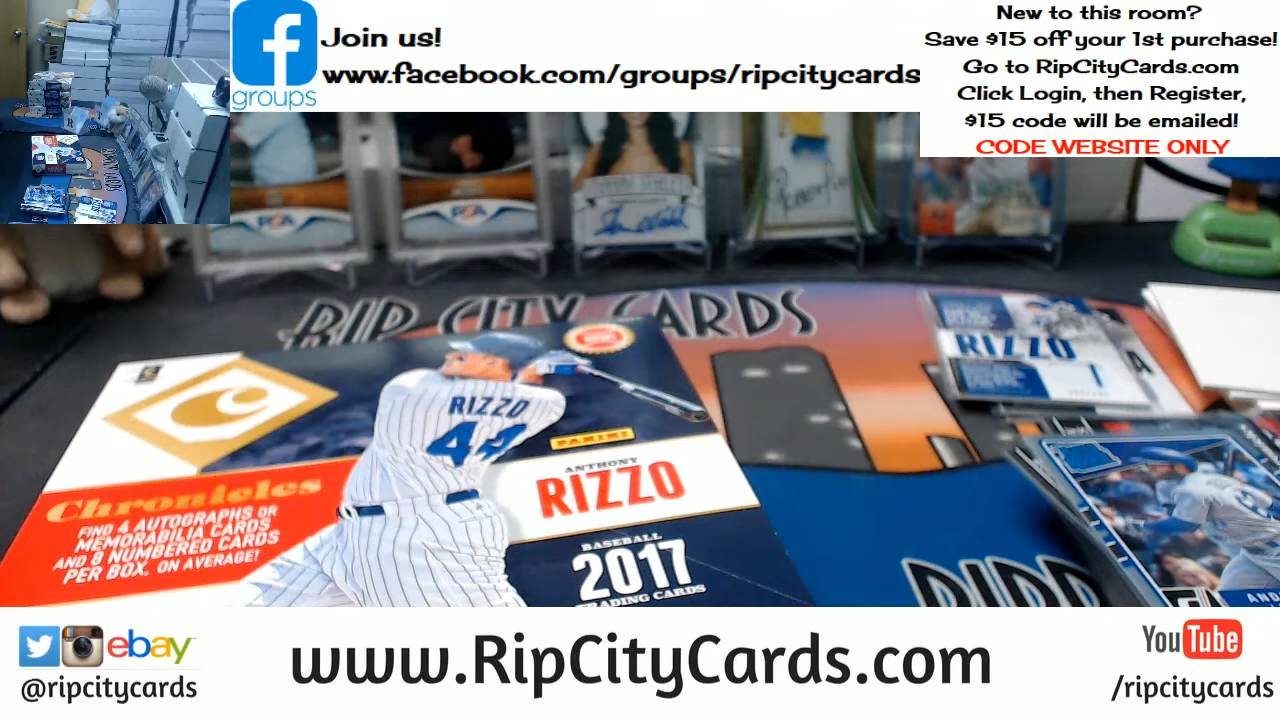 Join us!
www.facebook.com/groups/ripcitycards
groups
New to this room?
Save $15 off your 1st purchase!
Go to RipCityCards.com
Click Login, then Register,
$15 code will be emailed!
CODE WEBSITE ONLY
RIP CITY CARDS
RIZZO
44
PANINI
ANTHONY
RIZZO
BASEBALL
2017
TRADING CARDS
Chronicles
FIND 4 AUTOGRAPHS OR
MEMORABILIA CARDS
AND 8 NUMBERED CARDS
PER BOX, ON AVERAGE!
RIZZO
ebay
@ripcitycards
www.RipCityCards.com
YouTube
/ripcitycards